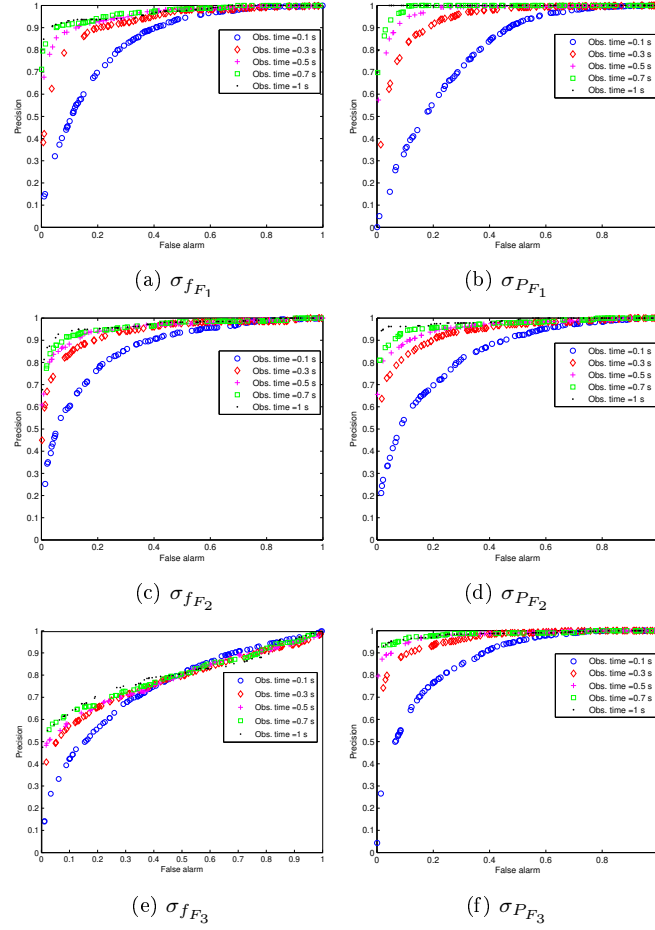 1
0.9
0.8
0.7
0.6
0.5
0.4
0.3
0.2
0.1
0
Precision
0 0.2 0.4 0.6 0.8 1
False alarm
Obs. time =0.1 s
Obs. time =0.3 s
Obs. time =0.5 s
Obs. time =0.7 s
Obs. time =1 s
(a) σ_{f_{F_1}}
1
0.9
0.8
0.7
0.6
0.5
0.4
0.3
0.2
0.1
0
Precision
0 0.2 0.4 0.6 0.8
False alarm
Obs. time =0.1 s
Obs. time =0.3 s
Obs. time =0.5 s
Obs. time =0.7 s
Obs. time =1 s
(b) σ_{P_{F_1}}
1
0.9
0.8
0.7
0.6
0.5
0.4
0.3
0.2
0.1
0
Precision
0 0.2 0.4 0.6 0.8 1
False alarm
Obs. time =0.1 s
Obs. time =0.3 s
Obs. time =0.5 s
Obs. time =0.7 s
Obs. time =1 s
(c) σ_{f_{F_2}}
1
0.9
0.8
0.7
0.6
0.5
0.4
0.3
0.2
0.1
0
Precision
0 0.2 0.4 0.6 0.8
False alarm
Obs. time =0.1 s
Obs. time =0.3 s
Obs. time =0.5 s
Obs. time =0.7 s
Obs. time =1 s
(d) σ_{P_{F_2}}
1
0.9
0.8
0.7
0.6
0.5
0.4
0.3
0.2
0.1
0
Precision
0 0.1 0.2 0.3 0.4 0.5 0.6 0.7 0.8 0.9 1
False alarm
Obs. time =0.1 s
Obs. time =0.3 s
Obs. time =0.5 s
Obs. time =0.7 s
Obs. time =1 s
(e) σ_{f_{F_3}}
1
0.9
0.8
0.7
0.6
0.5
0.4
0.3
0.2
0.1
0
Precision
0 0.2 0.4 0.6 0.8
False alarm
Obs. time =0.1 s
Obs. time =0.3 s
Obs. time =0.5 s
Obs. time =0.7 s
Obs. time =1 s
(f) σ_{P_{F_3}}